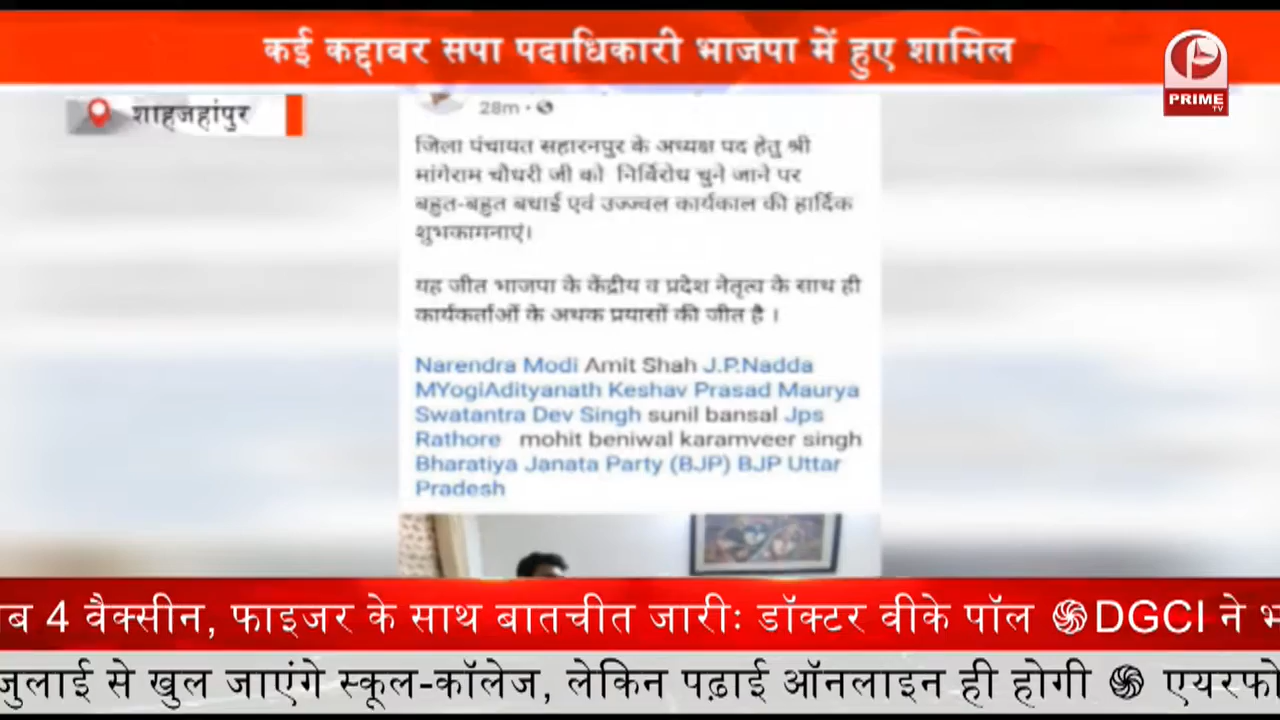 कई कद्दावर सपा पदाधिकारी भाजपा में हुए शामिल
PRIME
TV
शाहजहांपुर
28m
जिला पंचायत सहारनपुर के अध्यक्ष पद हेतु श्री
मांगेराम चौधरी जी को निर्विरोध चुने जाने पर
बहुत-बहुत बधाई एवं उज्ज्वल कार्यकाल की हार्दिक
शुभकामनाएं।
यह जीत भाजपा के केंद्रीय व प्रदेश नेतृत्व के साथ ही
कार्यकर्ताओं के अथक प्रयासों की जीत है ।
Narendra Modi Amit Shah J.P.Nadda
MYogiAdityanath Keshav Prasad Maurya
Swatantra Dev Singh sunil bansal Jps
Rathore mohit beniwal karamveer singh
Bharatiya Janata Party (BJP) BJP Uttar
Pradesh
ब 4 वैक्सीन, फाइजर के साथ बातचीत जारीः डॉक्टर वीके पॉल DGCI ने भ
जुलाई से खुल जाएंगे स्कूल-कॉलेज, लेकिन पढ़ाई ऑनलाइन ही होगी एयरफो